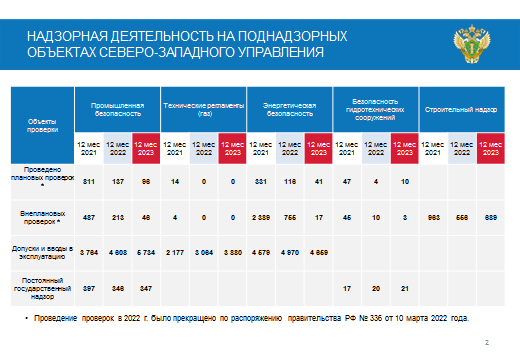 НАДЗОРНАЯ ДЕЯТЕЛЬНОСТЬ НА ПОДНАДЗОРНЫХ
ОБЪЕКТАХ СЕВЕРО-ЗАПАДНОГО УПРАВЛЕНИЯ
Объекты проверки Промышленная безопасность Технические регламенты (газ) Энергетическая безопасность Безопасность гидротехнических сооружений Строительный надзор
12 мес 2021 12 мес 2022 12 мес 2023 12 мес 2021 12 мес 2022 12 мес 2023 12 мес 2021 12 мес 2022 12 мес 2023 12 мес 2021 12 мес 2022 12 мес 2023 12 мес 2021 12 мес 2022 12 мес 2023
Проведено плановых проверок * 811 137 96 14 0 0 331 116 41 47 4 10
Внеплановых проверок * 487 213 46 4 0 0 2 389 755 17 45 10 3 963 556 689
Допуски и вводы в эксплуатацию 3 764 4 608 5 734 2 177 3 064 3 880 4 579 4 970 4 659
Постоянный государственный надзор 397 346 347 17 20 21
• Проведение проверок в 2022 г. было прекращено по распоряжению правительства РФ № 336 от 10 марта 2022 года.
2